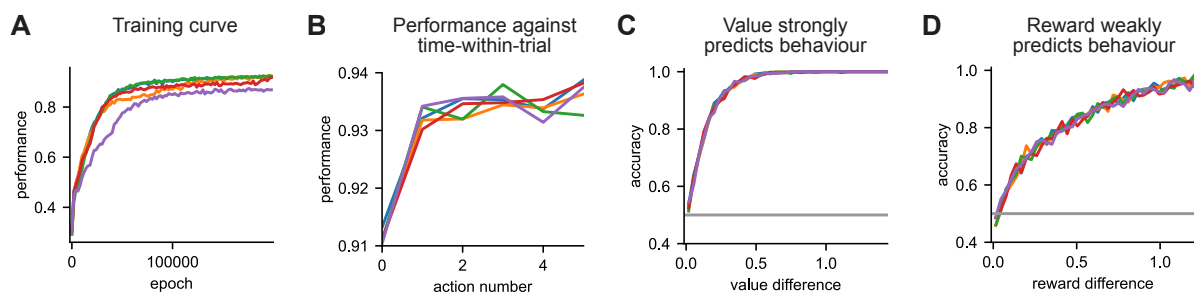 A
Training curve
performance
0.8
0.6
0.4
0
100000
epoch
B
Performance against
time-within-trial
performance
0.94
0.93
0.92
0.91
0
2
4
action number
C
Value strongly
predicts behaviour
accuracy
1.0
0.8
0.6
0.4
0.0
0.5
1.0
value difference
D
Reward weakly
predicts behaviour
accuracy
1.0
0.8
0.6
0.4
0.0
0.5
1.0
reward difference